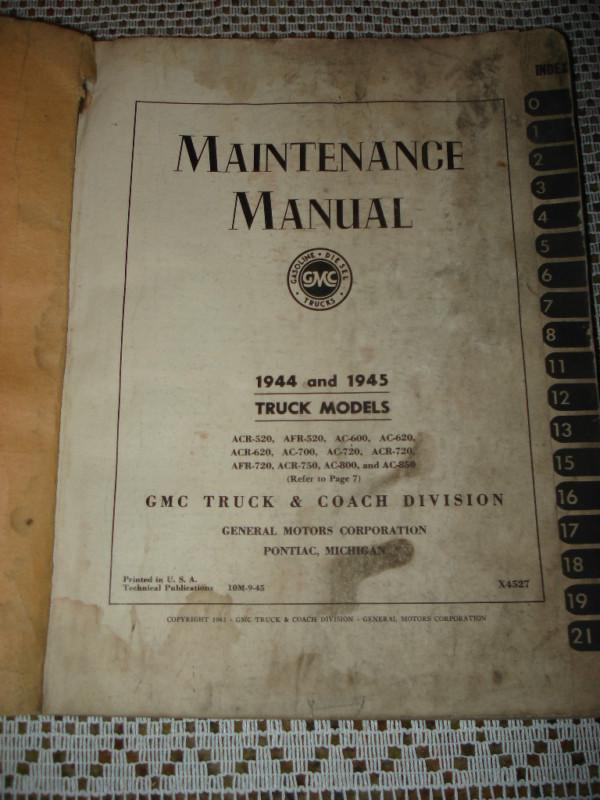 MAINTENANCE
MANUAL
GASOLINE • DIESEL
GMC
• TRUCKS •
1944 and 1945
TRUCK MODELS
ACR-520, AFR-520, AC-600, AC-620,
ACR-620, AC-700, AC-720, ACR-720,
AFR-720, ACR-750, AC-800, and AC-850
(Refer to Page 7)
GMC TRUCK & COACH DIVISION
GENERAL MOTORS CORPORATION
PONTIAC, MICHIGAN
Printed in U. S. A.
Technical Publications 10M-9-45
X4527
COPYRIGHT GMC TRUCK & COACH DIVISION - GENERAL MOTORS CORPORATION
INDEX
0
1
2
3
4
5
6
7
8
11
12
13
15
16
17
18
19
21